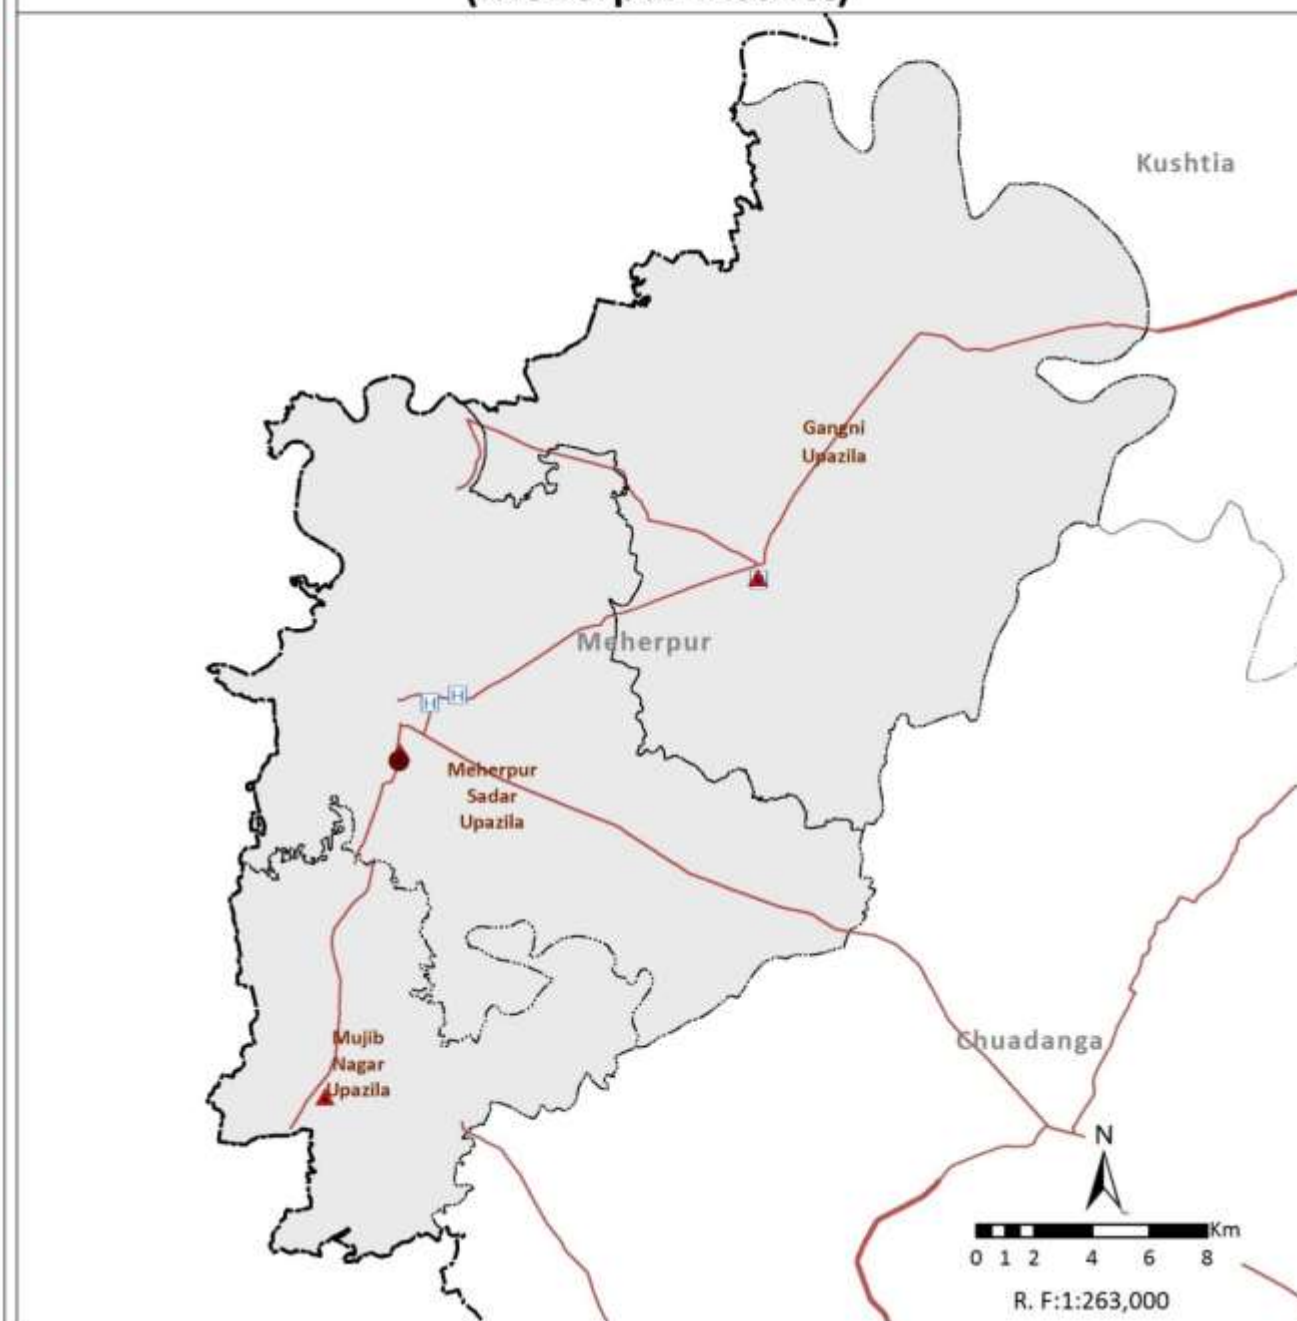 Kushtia
Gangni
Upazila
Meherpur
H
H
Meherpur
Sadar
Upazila
Mujib
Nagar
Upazila
Chuadanga
N
Km
0 1 2 4 6 8
R. F:1:263,000